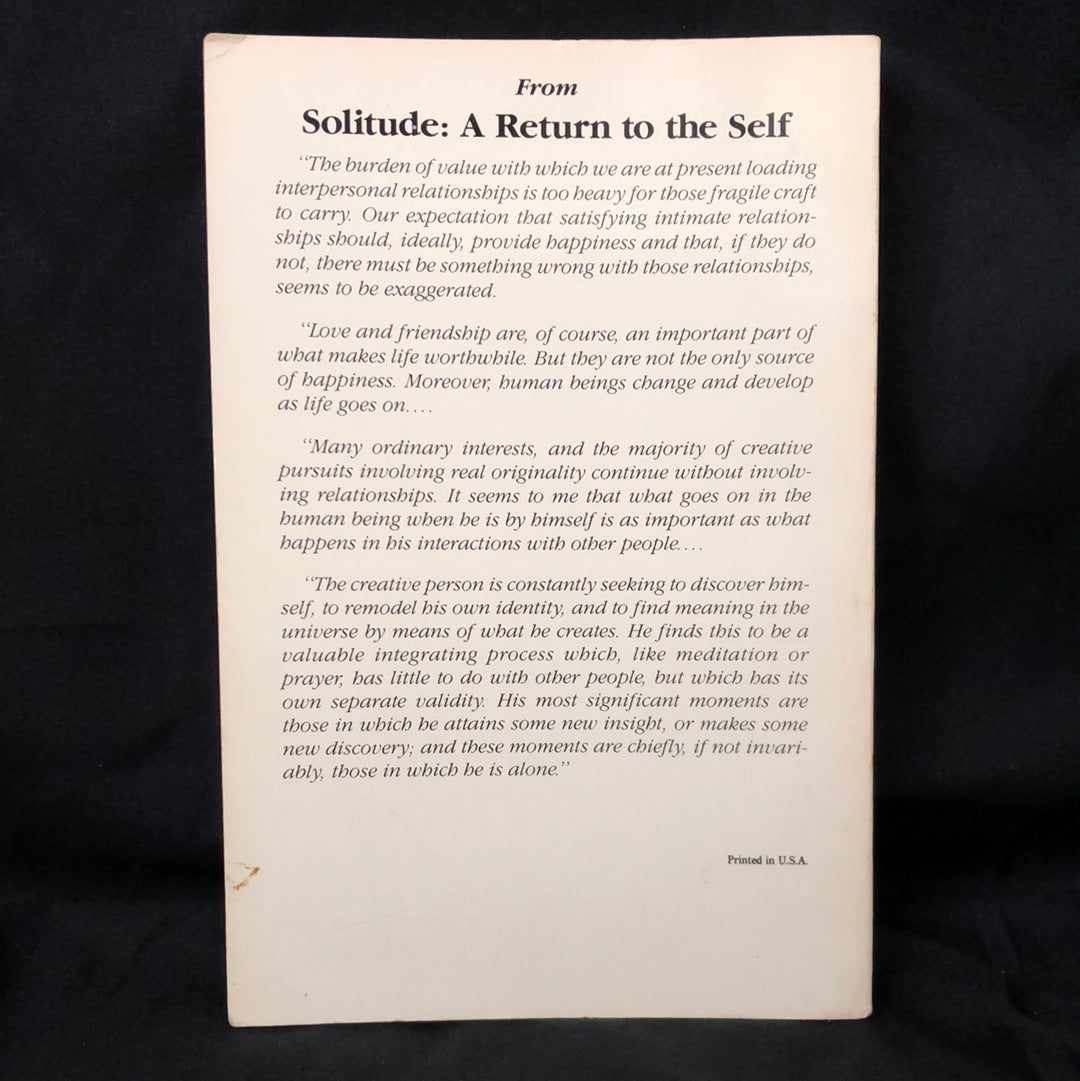 From
Solitude: A Return to the Self
“The burden of value with which we are at present loading
interpersonal relationships is too heavy for those fragile craft
to carry. Our expectation that satisfying intimate relation-
ships should, ideally, provide happiness and that, if they do
not, there must be something wrong with those relationships,
seems to be exaggerated.
“Love and friendship are, of course, an important part of
what makes life worthwhile. But they are not the only source
of happiness. Moreover, human beings change and develop
as life goes on....
“Many ordinary interests, and the majority of creative
pursuits involving real originality continue without involv-
ing relationships. It seems to me that what goes on in the
human being when he is by himself is as important as what
happens in his interactions with other people....
“The creative person is constantly seeking to discover him-
self, to remodel his own identity, and to find meaning in the
universe by means of what he creates. He finds this to be a
valuable integrating process which, like meditation or
prayer, has little to do with other people, but which has its
own separate validity. His most significant moments are
those in which he attains some new insight, or makes some
new discovery; and these moments are chiefly, if not invari-
ably, those in which he is alone.”
Printed in U.S.A.